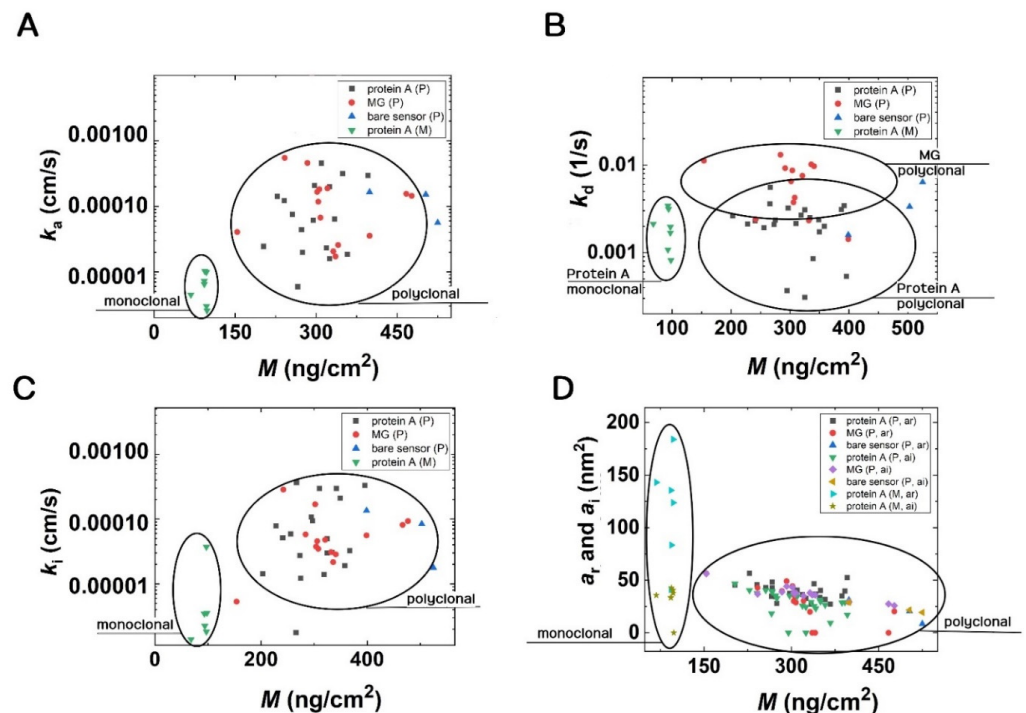 A
kₐ (cm/s)
0.00100
0.00010
0.00001
protein A (P)
MG (P)
bare sensor (P)
protein A (M)
monoclonal
polyclonal
0 150 300 450
M (ng/cm²)
B
k_d (1/s)
0.01
0.001
protein A (P)
MG (P)
bare sensor (P)
protein A (M)
MG
polyclonal
Protein A
monoclonal
Protein A
polyclonal
100 200 300 400 500
M (ng/cm²)
C
kᵢ (cm/s)
0.00100
0.00010
0.00001
protein A (P)
MG (P)
bare sensor (P)
protein A (M)
monoclonal
polyclonal
0 200 400
M (ng/cm²)
D
aᵣ and aᵢ (nm²)
200
150
100
50
0
protein A (P, ar)
MG (P, ar)
bare sensor (P, ar)
protein A (P, ai)
MG (P, ai)
bare sensor (P, ai)
protein A (M, ar)
protein A (M, ai)
monoclonal
polyclonal
150 300 450
M (ng/cm²)